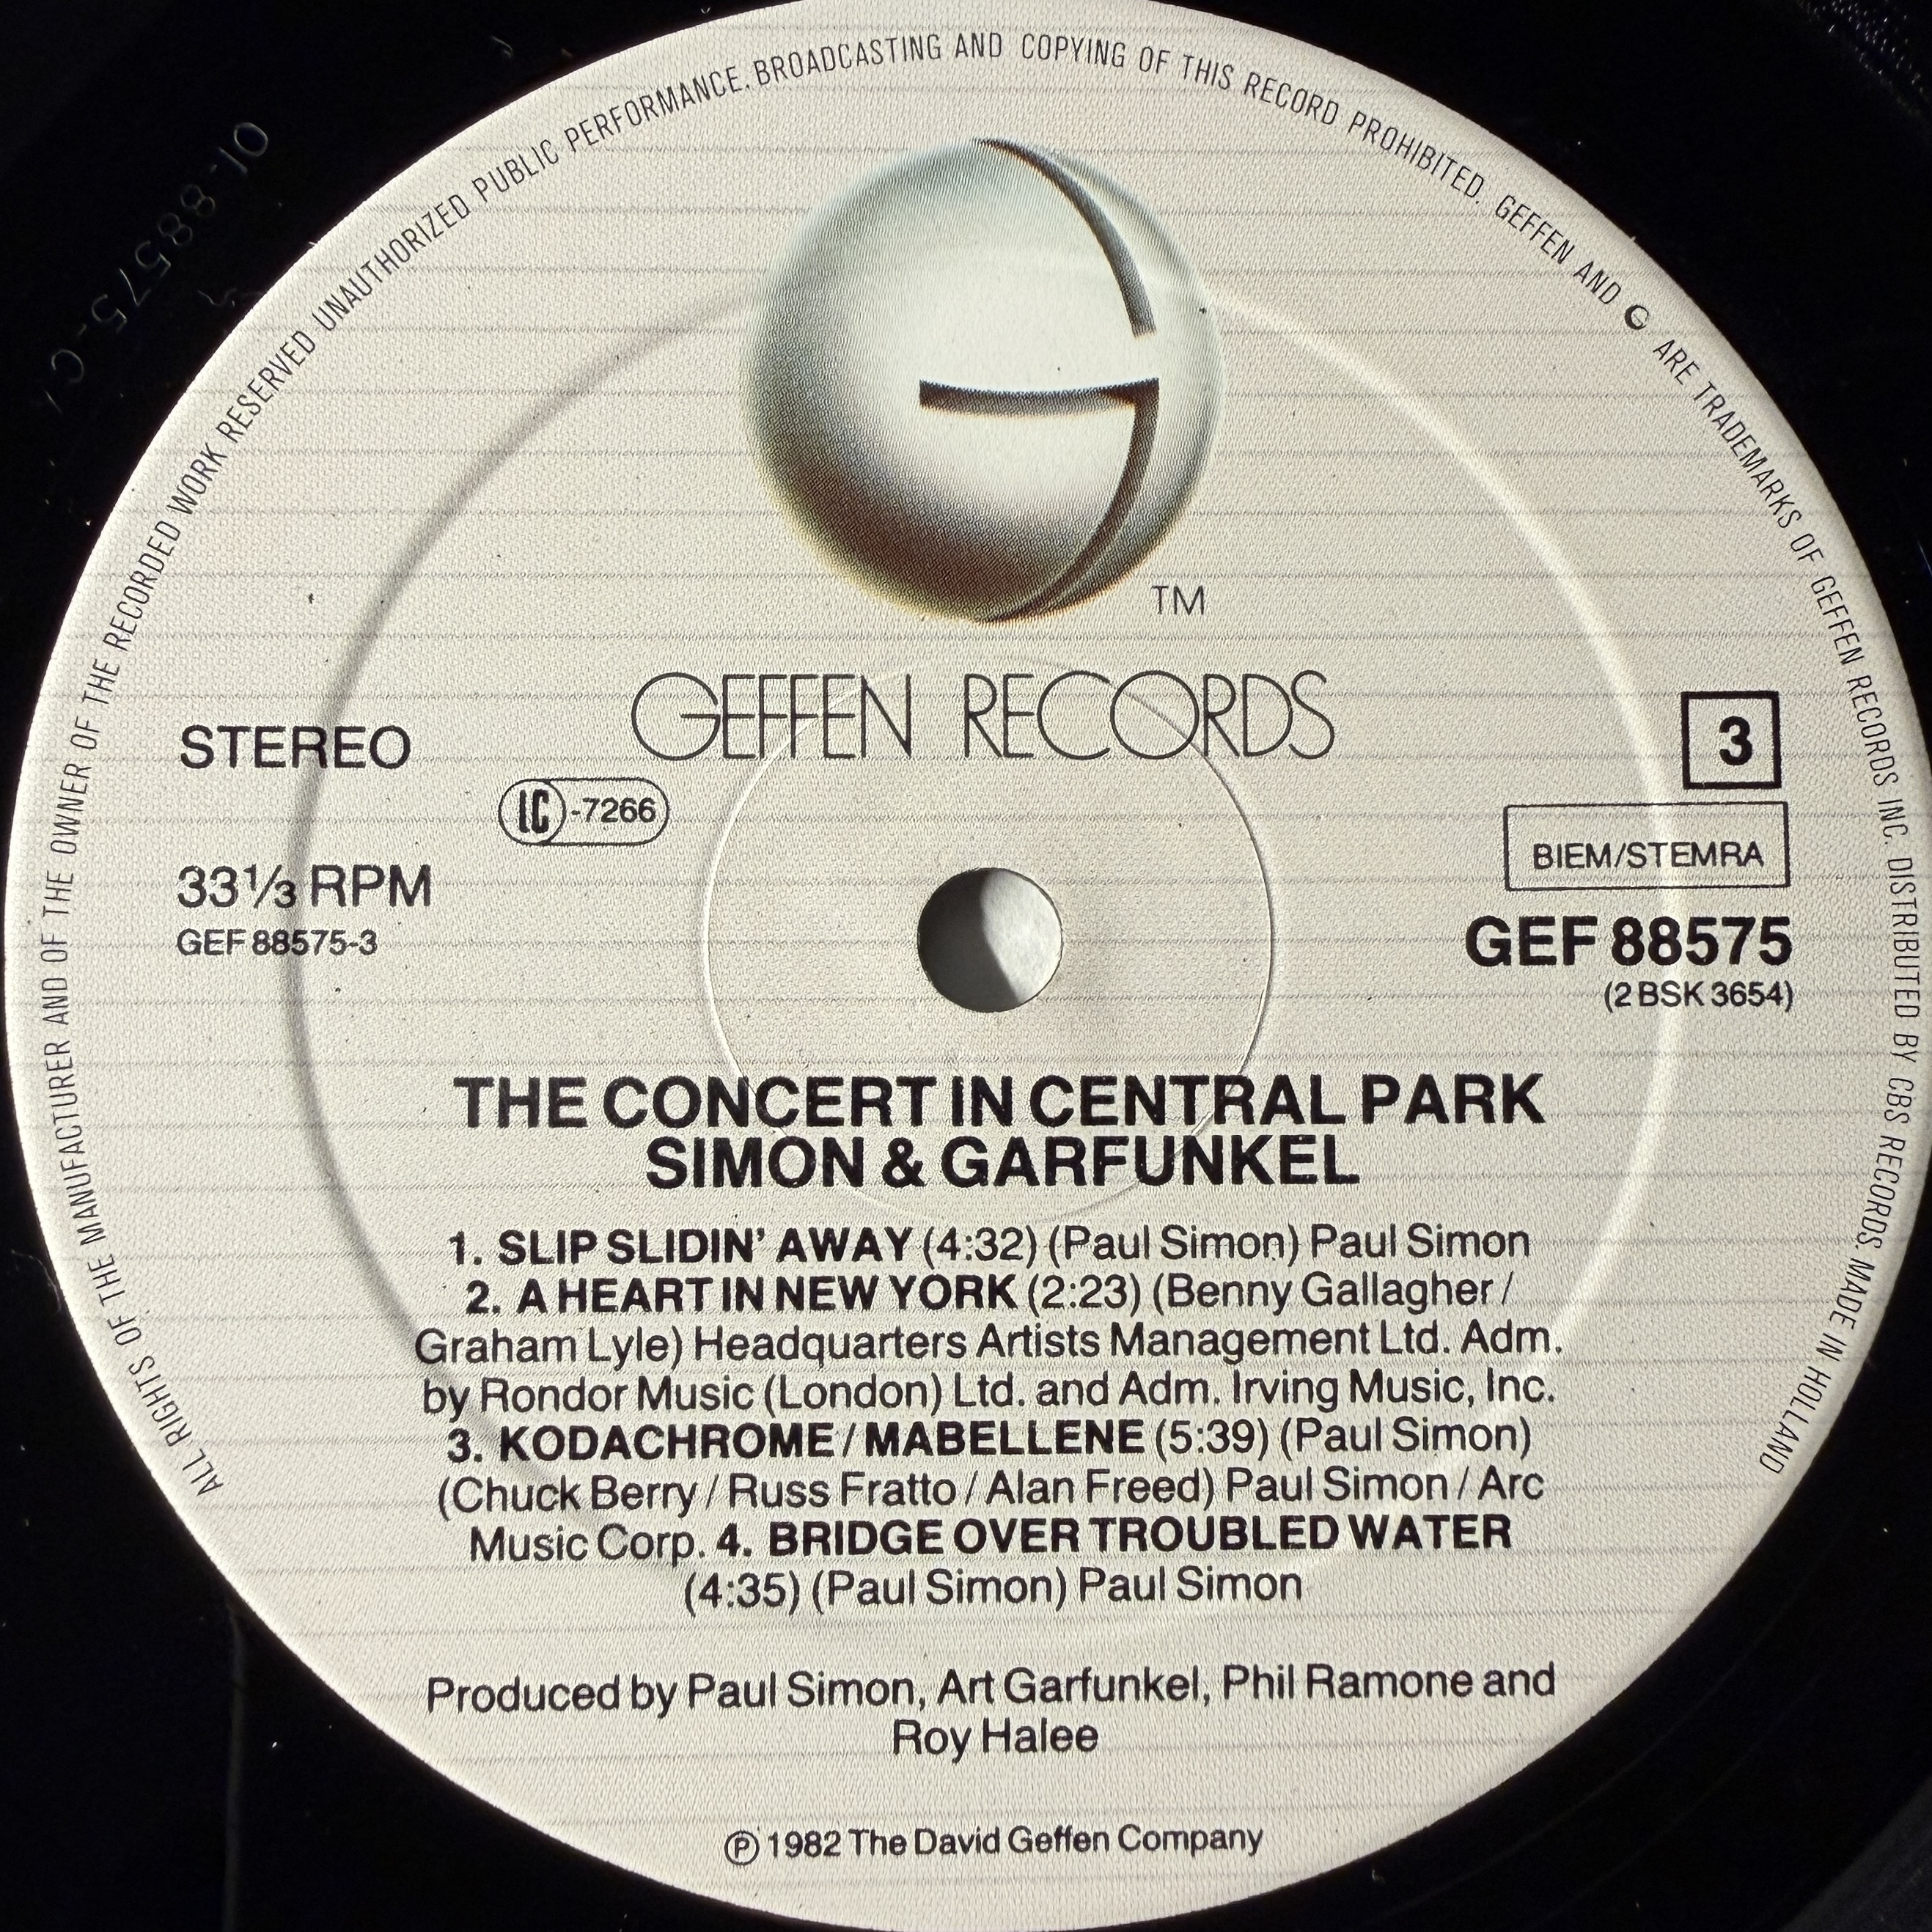 ALL RIGHTS OF THE MANUFACTURER AND OF THE OWNER OF THE RECORDED WORK RESERVED UNAUTHORIZED PUBLIC PERFORMANCE. BROADCASTING AND COPYING OF THIS RECORD PROHIBITED. GEFFEN AND G ARE TRADEMARKS OF GEFFEN RECORDS INC. DISTRIBUTED BY CBS RECORDS. MADE IN HOLLAND
TM
GEFFEN RECORDS
STEREO
LC-7266
33⅓ RPM
GEF 88575-3
3
BIEM/STEMRA
GEF 88575
(2 BSK 3654)
THE CONCERT IN CENTRAL PARK
SIMON & GARFUNKEL
1. SLIP SLIDIN' AWAY (4:32) (Paul Simon) Paul Simon
2. A HEART IN NEW YORK (2:23) (Benny Gallagher /
Graham Lyle) Headquarters Artists Management Ltd. Adm.
by Rondor Music (London) Ltd. and Adm. Irving Music, Inc.
3. KODACHROME / MABELLENE (5:39) (Paul Simon)
(Chuck Berry / Russ Fratto / Alan Freed) Paul Simon / Arc
Music Corp. 4. BRIDGE OVER TROUBLED WATER
(4:35) (Paul Simon) Paul Simon
Produced by Paul Simon, Art Garfunkel, Phil Ramone and
Roy Halee
℗ 1982 The David Geffen Company
01-88575-C